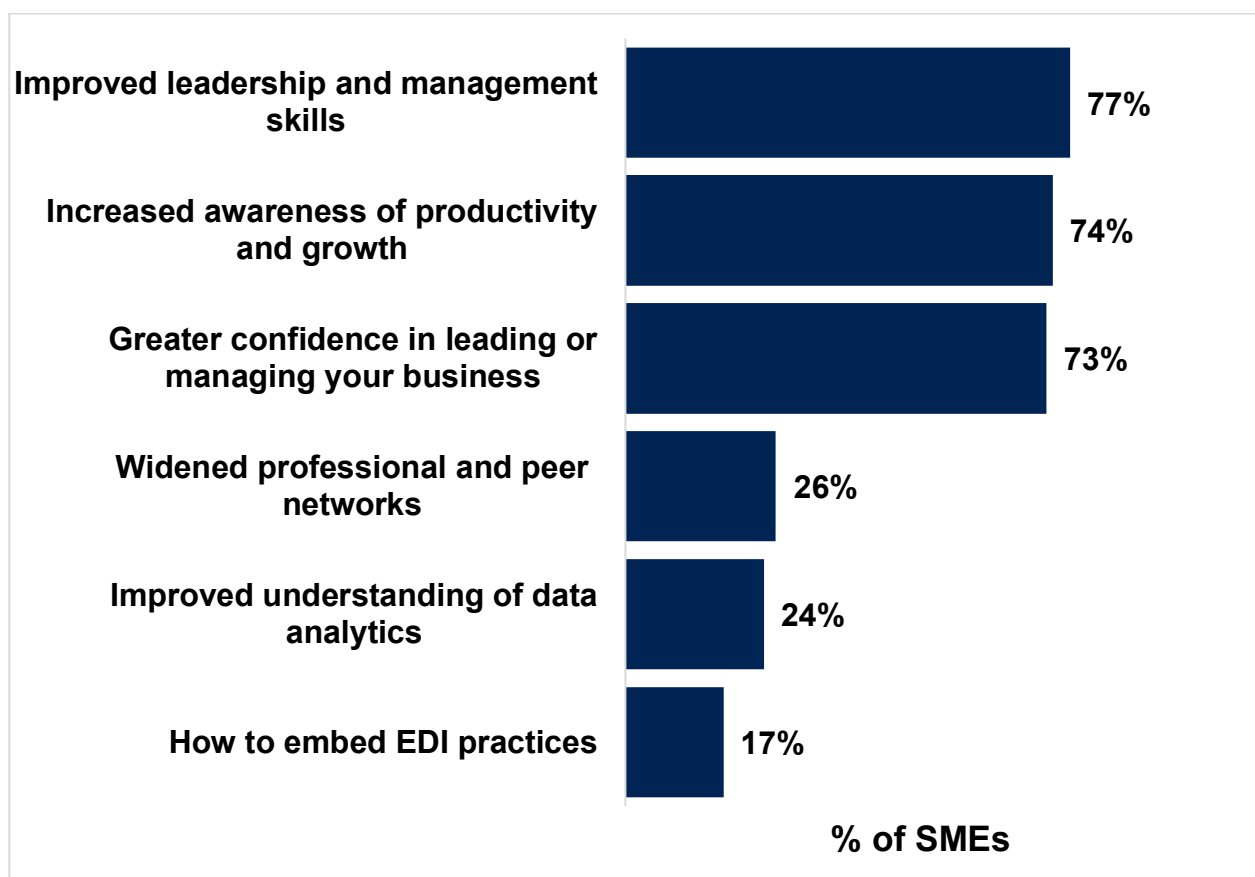 Improved leadership and management
skills
77%
Increased awareness of productivity
and growth
74%
Greater confidence in leading or
managing your business
73%
Widened professional and peer
networks
26%
Improved understanding of data
analytics
24%
How to embed EDI practices
17%
% of SMEs